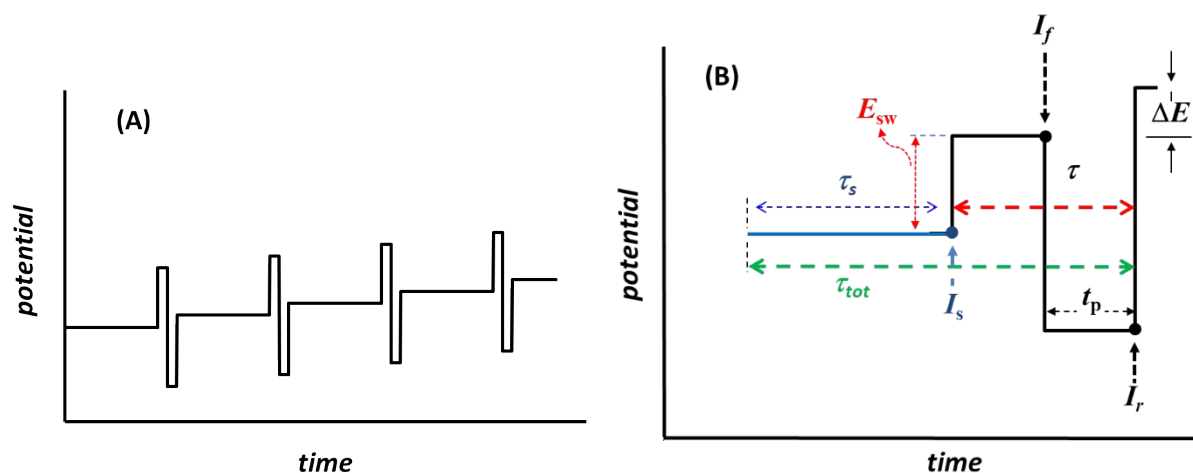 (A)
potential
time
(B)
I_f
E_sw
ΔE
τ_s
τ
τ_tot
I_s
t_p
I_r
potential
time